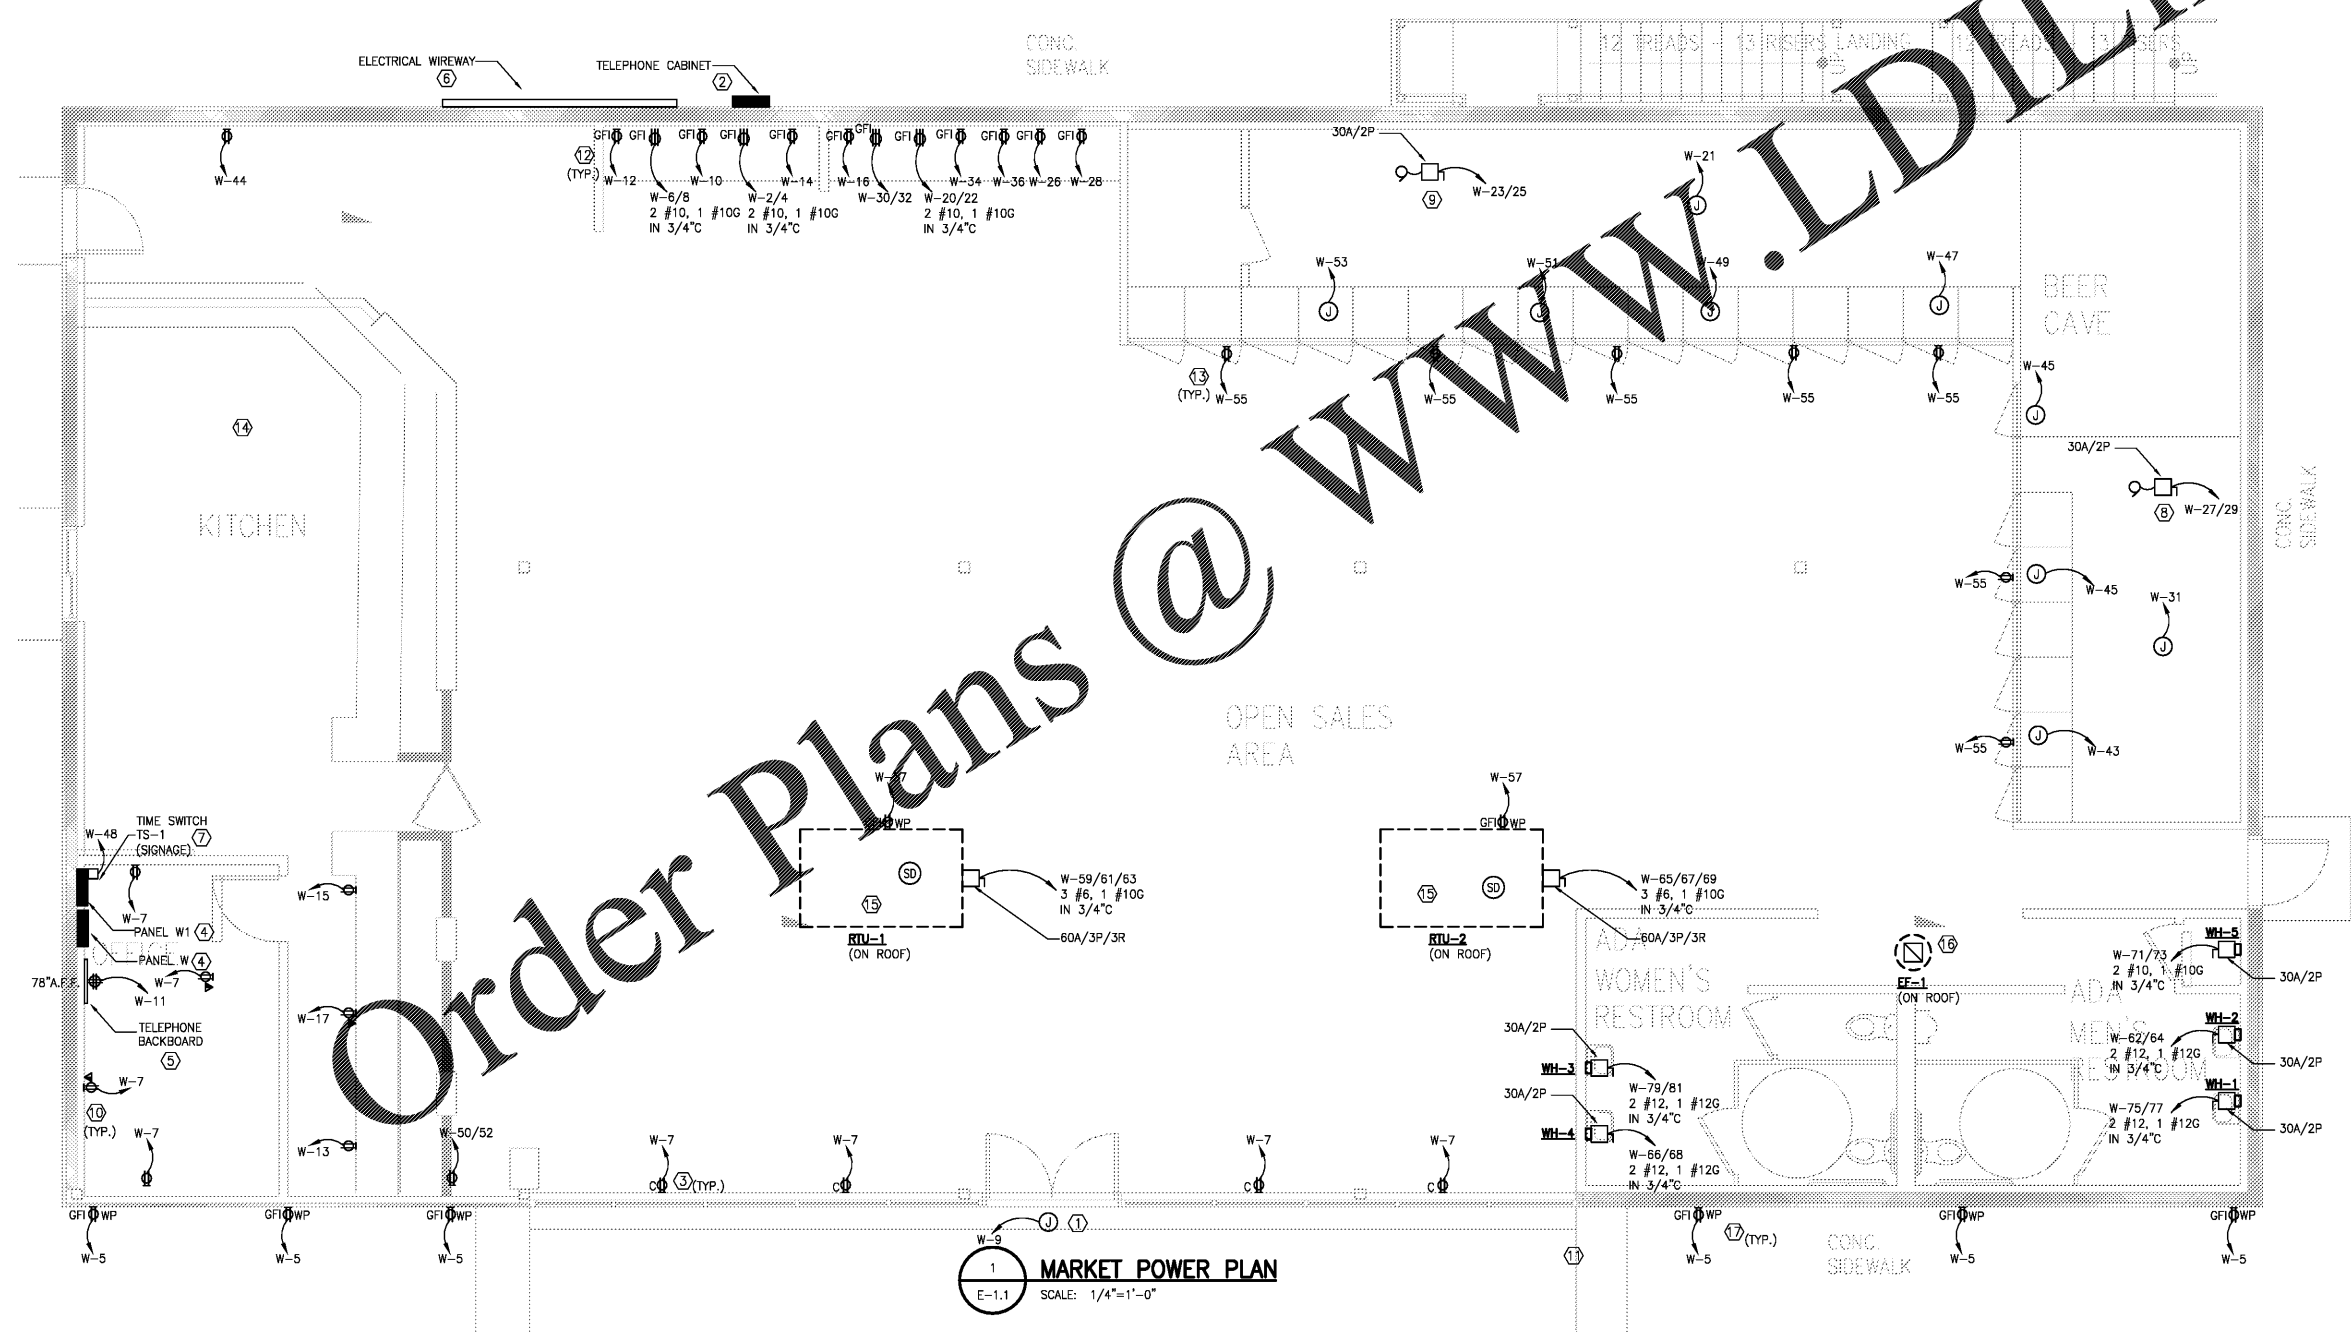 CONC.
SIDEWALK
12 TREADS - 13 RISERS
LANDING
UP
UP
ELECTRICAL WIREWAY
6
TELEPHONE CABINET
2
W-44
12
(TYP.)
GFI
W-12
GFI
W-6/8
2 #10, 1 #10G
IN 3/4"C
GFI
W-10
GFI
W-2/4
2 #10, 1 #10G
IN 3/4"C
GFI
W-14
GFI
W-16
GFI
W-30/32
GFI
W-20/22
2 #10, 1 #10G
IN 3/4"C
GFI
W-34
GFI
W-36
GFI
W-26
GFI
W-28
30A/2P
9
W-23/25
W-21
J
W-53
J
W-51
J
W-49
J
W-47
J
BEER
CAVE
13
(TYP.)
W-55
W-55
W-55
W-55
W-55
W-45
J
30A/2P
8
W-27/29
CONC.
SIDEWALK
14
KITCHEN
W-55
J
W-45
W-31
J
W-55
J
W-43
OPEN SALES
AREA
Order Plans @ WWW.LDILI
TIME SWITCH
TS-1
(SIGNAGE)
7
W-48
W-7
PANEL W1
4
OFFICE
PANEL W
4
78"A.F.F.
W-11
W-7
TELEPHONE
BACKBOARD
5
W-7
10
(TYP.)
W-7
W-15
W-17
W-13
W-50/52
GFI WP
SD
15
RTU-1
(ON ROOF)
W-59/61/63
3 #6, 1 #10G
IN 3/4"C
60A/3P/3R
W-57
GFI WP
SD
15
RTU-2
(ON ROOF)
W-65/67/69
3 #6, 1 #10G
IN 3/4"C
60A/3P/3R
ADA
WOMEN'S
RESTROOM
16
EF-1
(ON ROOF)
WH-5
W-71/73
2 #10, 1 #10G
IN 3/4"C
30A/2P
ADA
MEN'S
RESTROOM
WH-2
W-62/64
2 #12, 1 #12G
IN 3/4"C
30A/2P
WH-1
W-75/77
2 #12, 1 #12G
IN 3/4"C
30A/2P
30A/2P
WH-3
W-79/81
2 #12, 1 #12G
IN 3/4"C
30A/2P
WH-4
W-66/68
2 #12, 1 #12G
IN 3/4"C
W-7
C
3
(TYP.)
W-7
C
W-7
C
W-7
C
GFI WP
W-5
GFI WP
W-5
GFI WP
W-5
W-9
J
1
11
GFI WP
W-5
17
(TYP.)
GFI WP
W-5
GFI WP
W-5
CONC.
SIDEWALK
1
E-1.1
MARKET POWER PLAN
SCALE: 1/4"=1'-0"